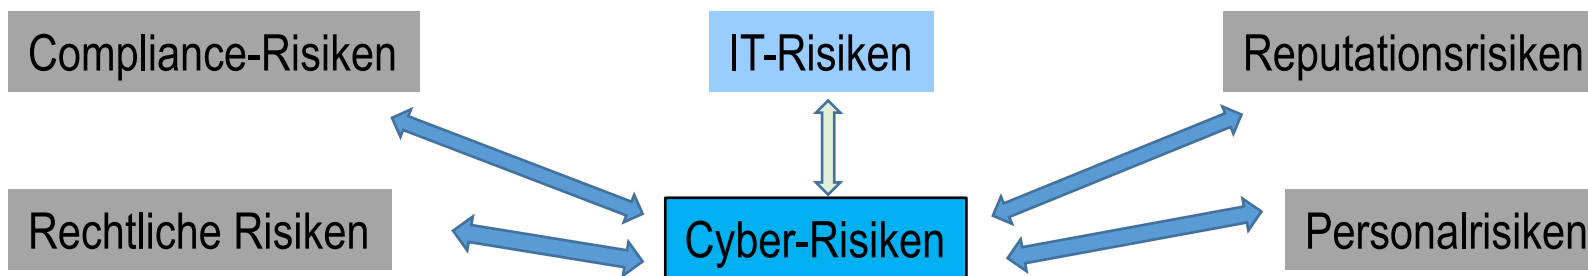 Compliance-Risiken
IT-Risiken
Reputationsrisiken
Rechtliche Risiken
Cyber-Risiken
Personalrisiken